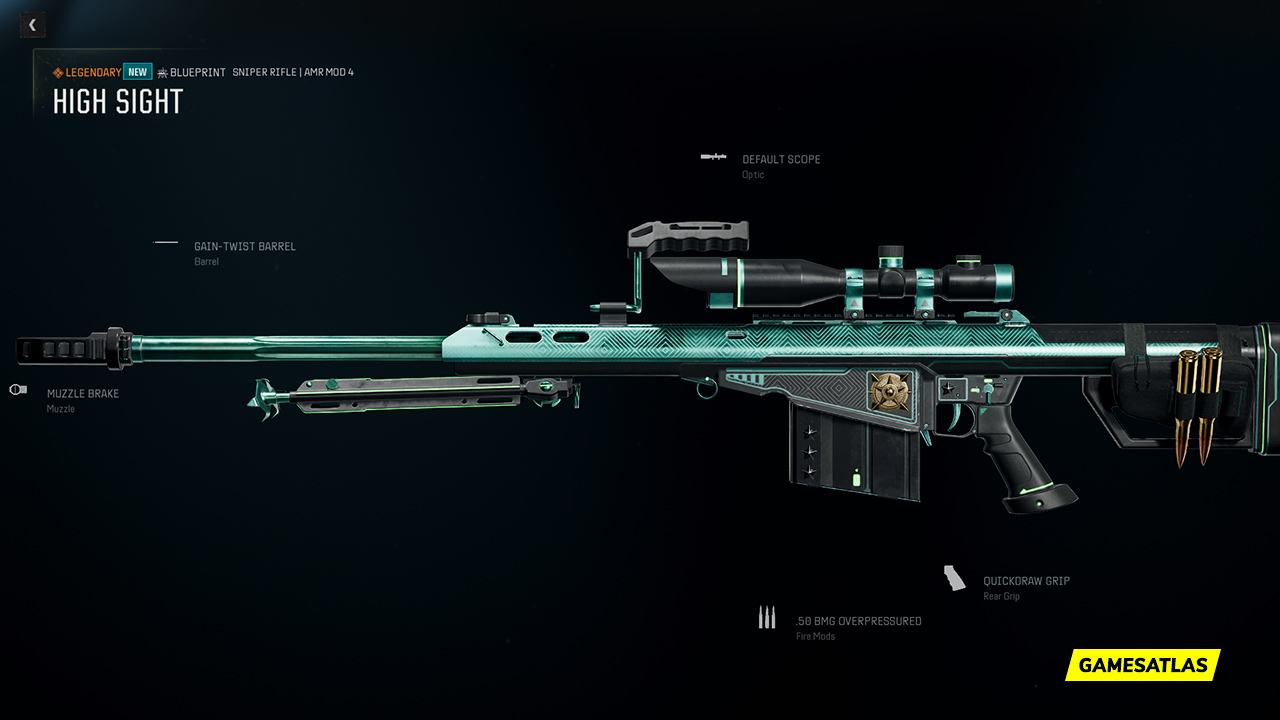 LEGENDARY NEW BLUEPRINT SNIPER RIFLE | AMR MOD 4
HIGH SIGHT
DEFAULT SCOPE
Optic
GAIN-TWIST BARREL
Barrel
MUZZLE BRAKE
Muzzle
QUICKDRAW GRIP
Rear Grip
.50 BMG OVERPRESSURED
Fire Mods
GAMESATLAS